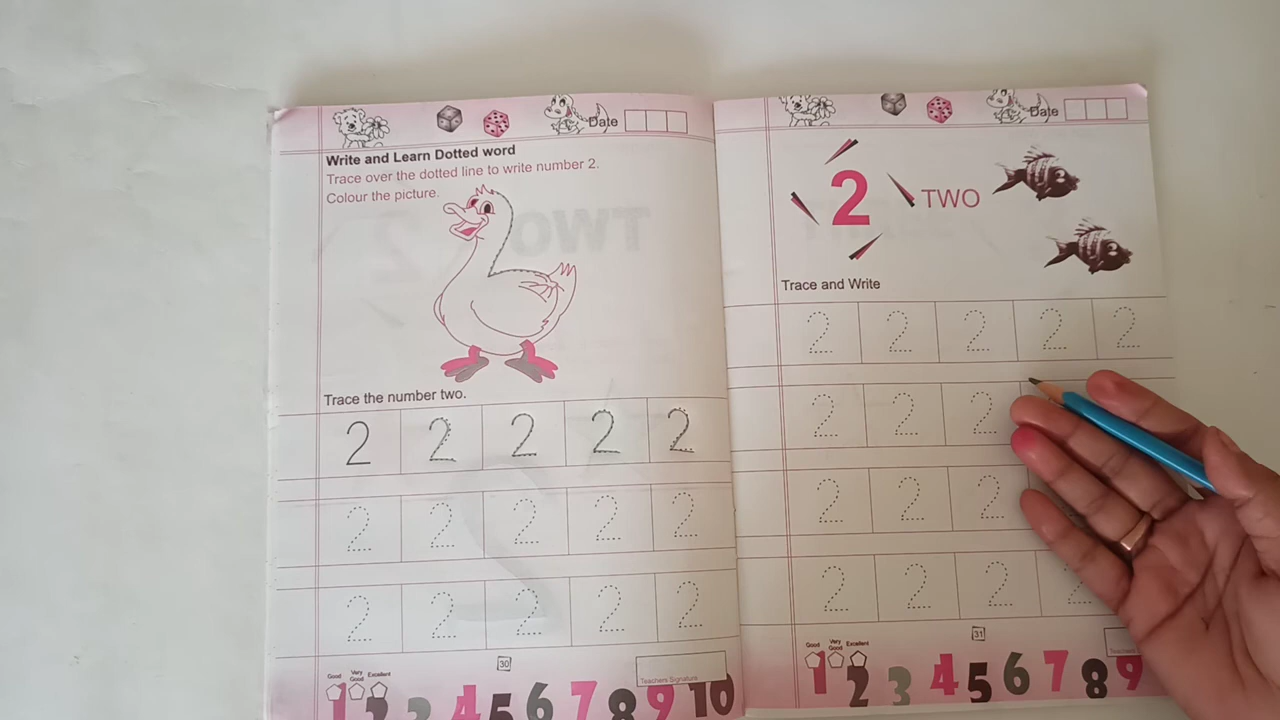 Date
Write and Learn Dotted word
Trace over the dotted line to write number 2.
Colour the picture.
Trace the number two.
2 2 2 2 2
2 2 2 2 2
2 2 2 2 2
Good Very Good Excellent
30
Teachers Signature
1 2 3 4 5 6 7 8 9 10
Date
2 TWO
Trace and Write
2 2 2 2 2
2 2 2
2 2 2
2 2 2 2
Good Very Good Excellent
31
1 2 3 4 5 6 7 8 9